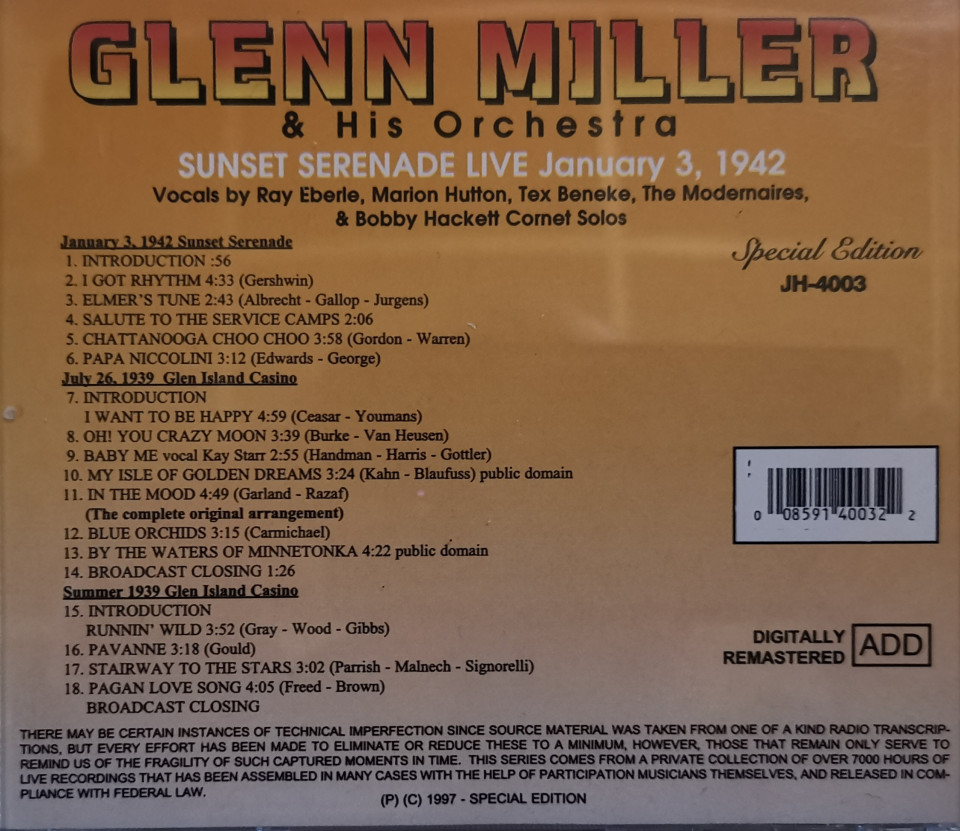 GLENN MILLER
& His Orchestra
SUNSET SERENADE LIVE January 3, 1942
Vocals by Ray Eberle, Marion Hutton, Tex Beneke, The Modernaires,
& Bobby Hackett Cornet Solos
January 3, 1942 Sunset Serenade
1. INTRODUCTION :56
2. I GOT RHYTHM 4:33 (Gershwin)
3. ELMER'S TUNE 2:43 (Albrecht - Gallop - Jurgens)
4. SALUTE TO THE SERVICE CAMPS 2:06
5. CHATTANOOGA CHOO CHOO 3:58 (Gordon - Warren)
6. PAPA NICCOLINI 3:12 (Edwards - George)
July 26, 1939 Glen Island Casino
7. INTRODUCTION
I WANT TO BE HAPPY 4:59 (Ceasar - Youmans)
8. OH! YOU CRAZY MOON 3:39 (Burke - Van Heusen)
9. BABY ME vocal Kay Starr 2:55 (Handman - Harris - Gottler)
10. MY ISLE OF GOLDEN DREAMS 3:24 (Kahn - Blaufuss) public domain
11. IN THE MOOD 4:49 (Garland - Razaf)
(The complete original arrangement)
12. BLUE ORCHIDS 3:15 (Carmichael)
13. BY THE WATERS OF MINNETONKA 4:22 public domain
14. BROADCAST CLOSING 1:26
Summer 1939 Glen Island Casino
15. INTRODUCTION
RUNNIN' WILD 3:52 (Gray - Wood - Gibbs)
16. PAVANNE 3:18 (Gould)
17. STAIRWAY TO THE STARS 3:02 (Parrish - Malnech - Signorelli)
18. PAGAN LOVE SONG 4:05 (Freed - Brown)
BROADCAST CLOSING
Special Edition
JH-4003
0 08591 40032 2
DIGITALLY
REMASTERED ADD
THERE MAY BE CERTAIN INSTANCES OF TECHNICAL IMPERFECTION SINCE SOURCE MATERIAL WAS TAKEN FROM ONE OF A KIND RADIO TRANSCRIP-
TIONS, BUT EVERY EFFORT HAS BEEN MADE TO ELIMINATE OR REDUCE THESE TO A MINIMUM, HOWEVER, THOSE THAT REMAIN ONLY SERVE TO
REMIND US OF THE FRAGILITY OF SUCH CAPTURED MOMENTS IN TIME. THIS SERIES COMES FROM A PRIVATE COLLECTION OF OVER 7000 HOURS OF
LIVE RECORDINGS THAT HAS BEEN ASSEMBLED IN MANY CASES WITH THE HELP OF PARTICIPATION MUSICIANS THEMSELVES, AND RELEASED IN COM-
PLIANCE WITH FEDERAL LAW.
(P) (C) 1997 - SPECIAL EDITION